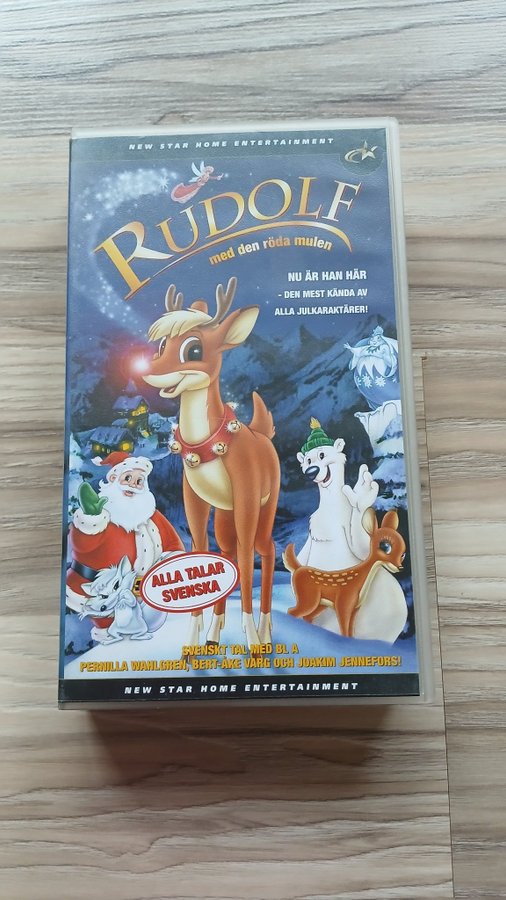 NEW STAR HOME ENTERTAINMENT
RUDOLF
med den röda mulen
NU ÄR HAN HÄR
- DEN MEST KÄNDA AV
ALLA JULKARAKTÄRER!
ALLA TALAR
SVENSKA
SVENSKT TAL MED BL A
PERNILLA WAHLGREN, BERT-ÅKE VARG OCH JOAKIM JENNEFORS!
NEW STAR HOME ENTERTAINMENT